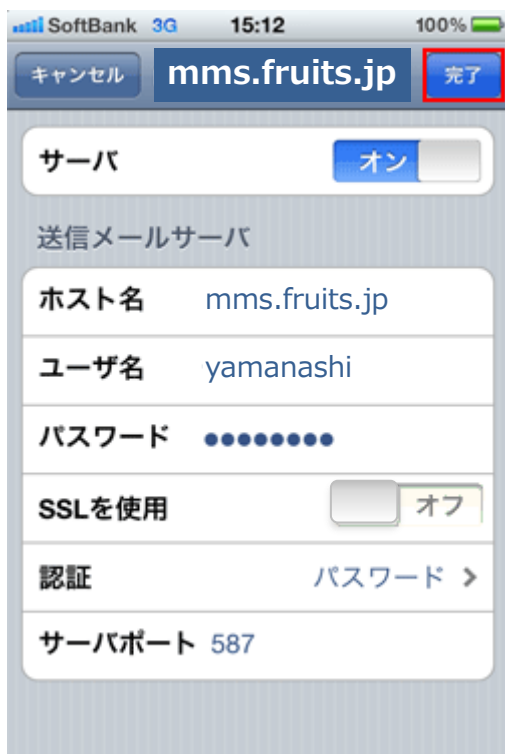 SoftBank 3G 15:12 100%
キャンセル mms.fruits.jp 完了
サーバ オン
送信メールサーバ
ホスト名 mms.fruits.jp
ユーザ名 yamanashi
パスワード ●●●●●●●●
SSLを使用 オフ
認証 パスワード >
サーバポート 587